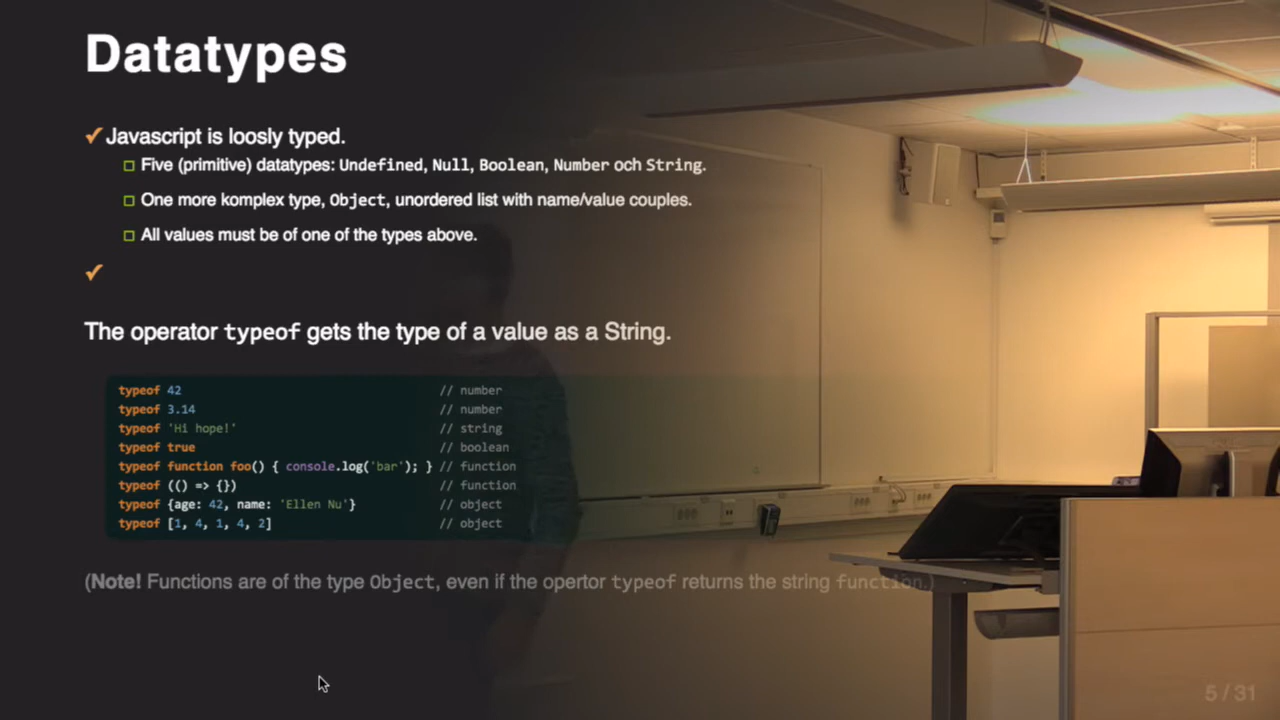 Datatypes
✔ Javascript is loosly typed.
Five (primitive) datatypes: Undefined, Null, Boolean, Number och String.
One more komplex type, Object, unordered list with name/value couples.
All values must be of one of the types above.
✔
The operator typeof gets the type of a value as a String.
typeof 42 // number
typeof 3.14 // number
typeof 'Hi hope!' // string
typeof true // boolean
typeof function foo() { console.log('bar'); } // function
typeof (() => {}) // function
typeof {age: 42, name: 'Ellen Nu'} // object
typeof [1, 4, 1, 4, 2] // object
(Note! Functions are of the type Object, even if the opertor typeof returns the string function.)
5 / 31